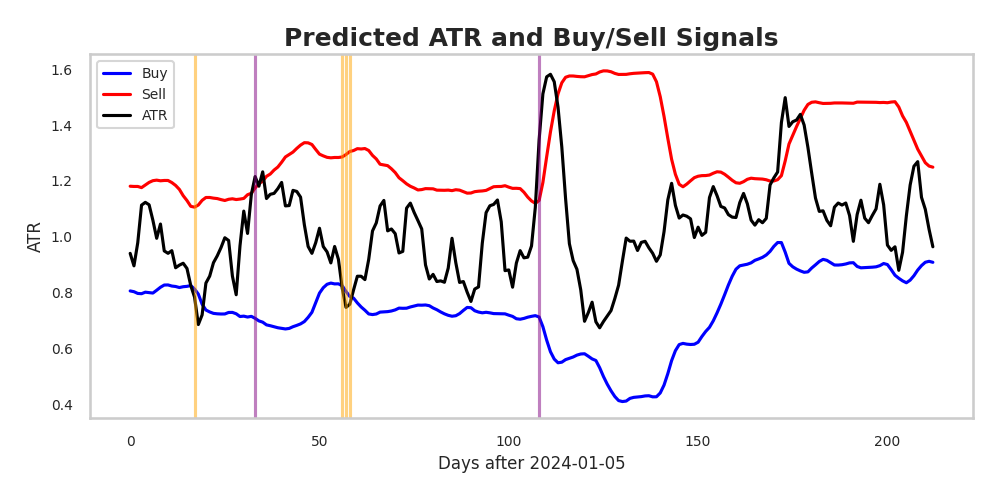 Predicted ATR and Buy/Sell Signals
Buy
Sell
ATR
1.6
1.4
1.2
1.0
0.8
0.6
0.4
ATR
0 50 100 150 200
Days after 2024-01-05